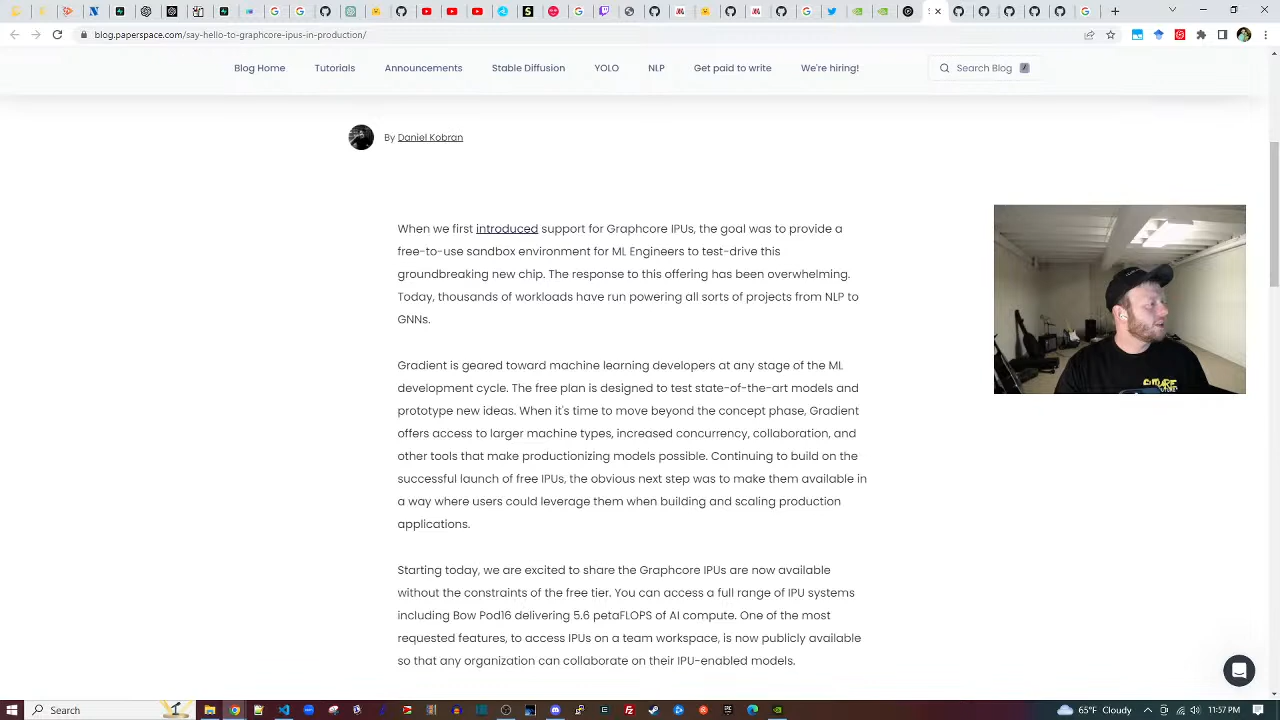 blog.paperspace.com/say-hello-to-graphcore-ipus-in-production/
Blog Home
Tutorials
Announcements
Stable Diffusion
YOLO
NLP
Get paid to write
We're hiring!
Search Blog /
By Daniel Kobran
When we first introduced support for Graphcore IPUs, the goal was to provide a
free-to-use sandbox environment for ML Engineers to test-drive this
groundbreaking new chip. The response to this offering has been overwhelming.
Today, thousands of workloads have run powering all sorts of projects from NLP to
GNNs.
Gradient is geared toward machine learning developers at any stage of the ML
development cycle. The free plan is designed to test state-of-the-art models and
prototype new ideas. When it's time to move beyond the concept phase, Gradient
offers access to larger machine types, increased concurrency, collaboration, and
other tools that make productionizing models possible. Continuing to build on the
successful launch of free IPUs, the obvious next step was to make them available in
a way where users could leverage them when building and scaling production
applications.
Starting today, we are excited to share the Graphcore IPUs are now available
without the constraints of the free tier. You can access a full range of IPU systems
including Bow Pod16 delivering 5.6 petaFLOPS of AI compute. One of the most
requested features, to access IPUs on a team workspace, is now publicly available
so that any organization can collaborate on their IPU-enabled models.
Search
65°F Cloudy
11:57 PM